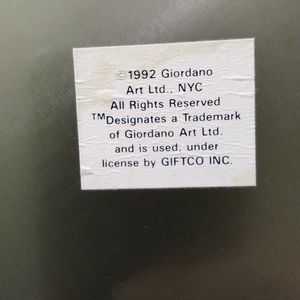 ©1992 Giordano
Art Ltd., NYC
All Rights Reserved
TMDesignates a Trademark
of Giordano Art Ltd.
and is used, under
license by GIFTCO INC.